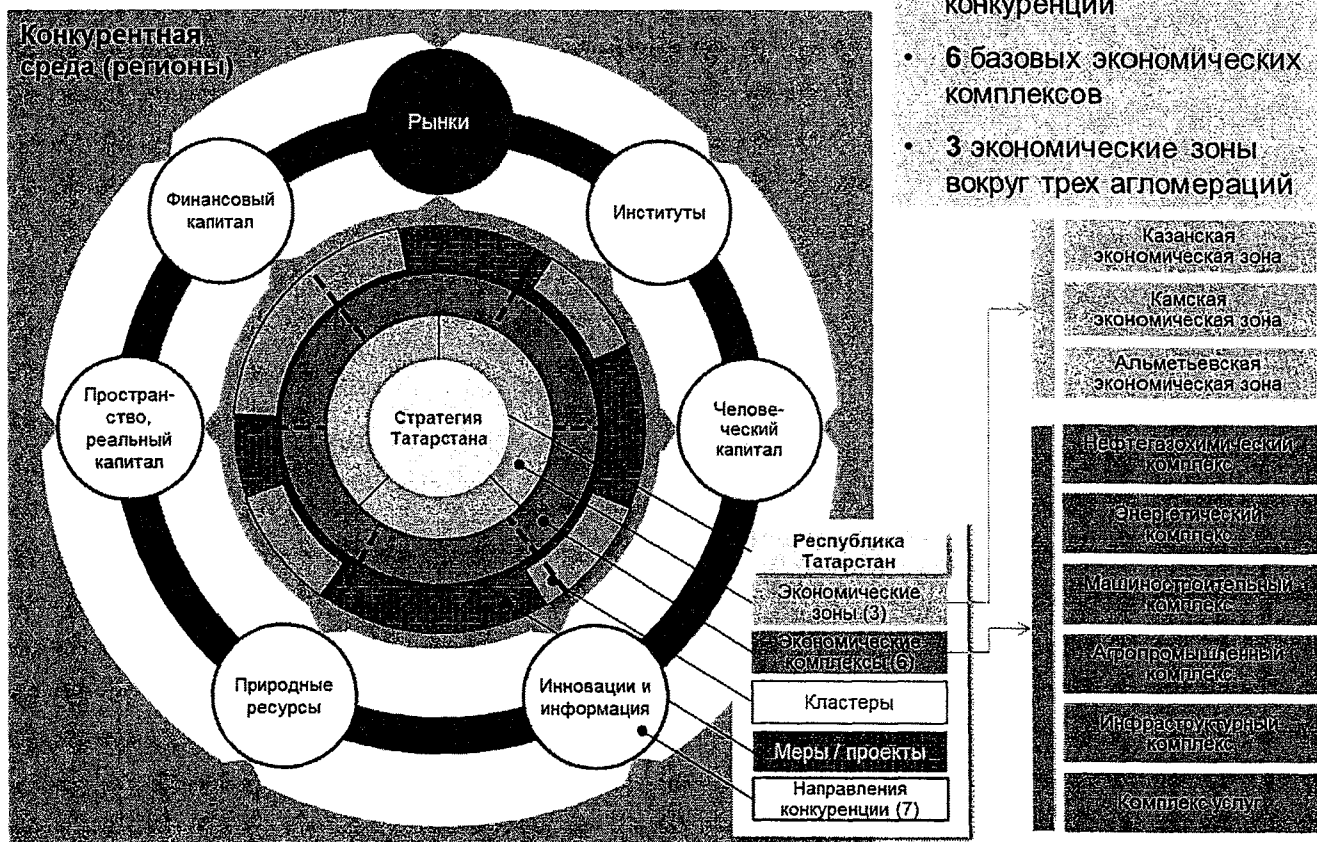 Конкурентная
среда (регионы)
Рынки
Финансовый
капитал
Институты
Простран-
ство,
реальный
капитал
Стратегия
Татарстана
Челове-
ческий
капитал
Природные
ресурсы
Инновации и
информация
конкуренции
• 6 базовых экономических
комплексов
• 3 экономические зоны
вокруг трех агломераций
Республика
Татарстан
Экономические
зоны (3)
Экономические
комплексы (6)
Кластеры
Меры / проекты
Направления
конкуренции (7)
Казанская
экономическая зона
Камская
экономическая зона
Альметьевская
экономическая зона
Нефтегазохимический
комплекс
Энергетический
комплекс
Машиностроительный
комплекс
Агропромышленный
комплекс
Инфраструктурный
комплекс
Комплекс услуг